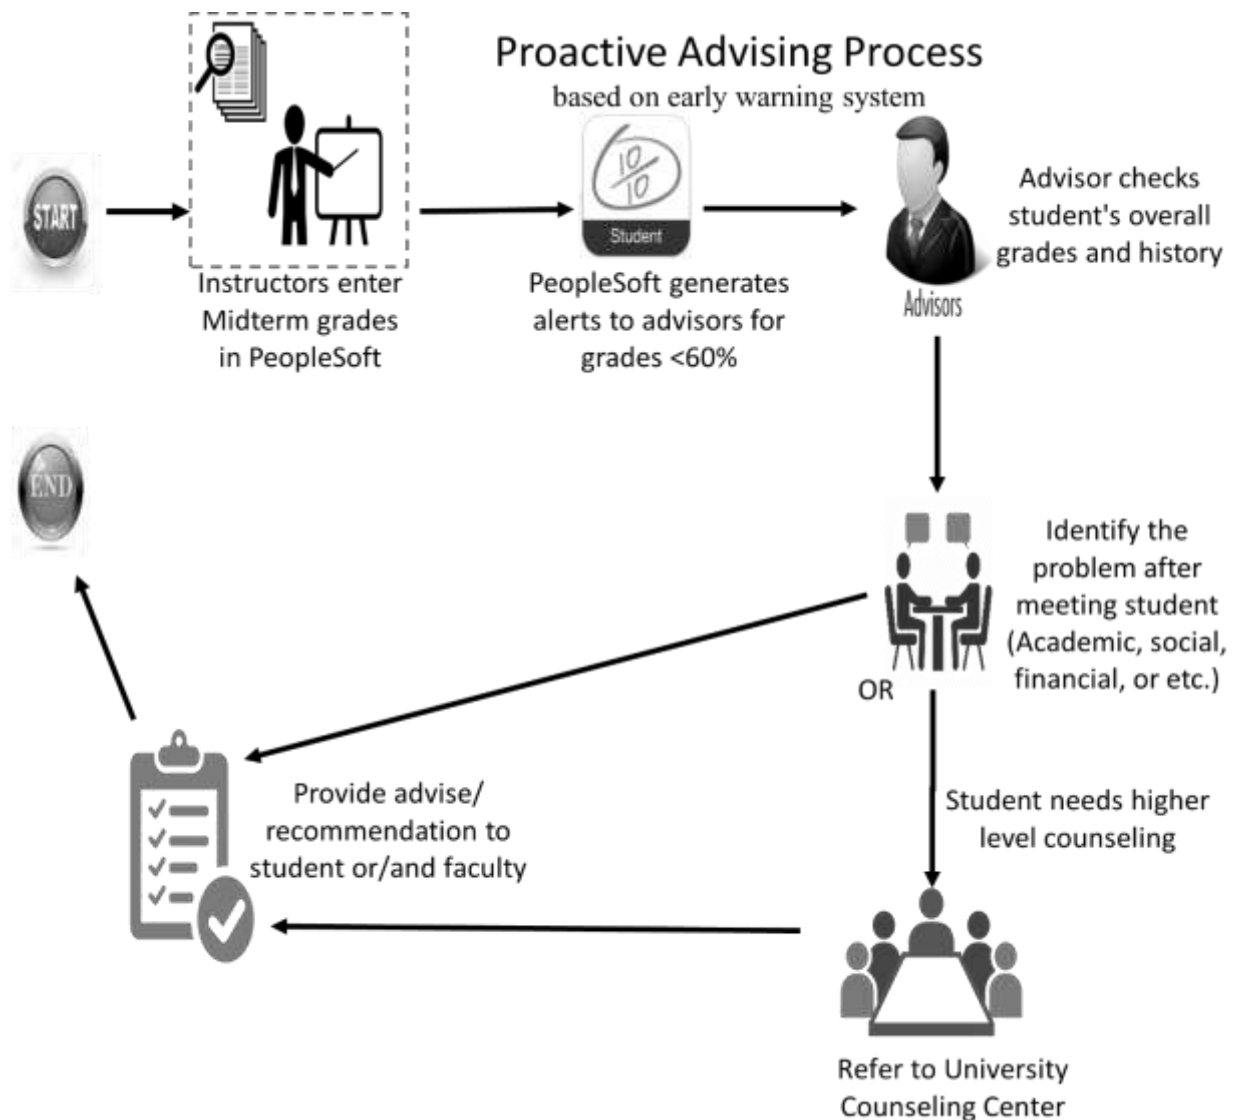 Proactive Advising Process
based on early warning system
START
10
10
Student
Advisors
Advisor checks
student's overall
grades and history
Instructors enter
Midterm grades
in PeopleSoft
PeopleSoft generates
alerts to advisors for
grades <60%
END
Identify the
problem after
meeting student
(Academic, social,
financial, or etc.)
OR
Student needs higher
level counseling
Provide advise/
recommendation to
student or/and faculty
Refer to University
Counseling Center